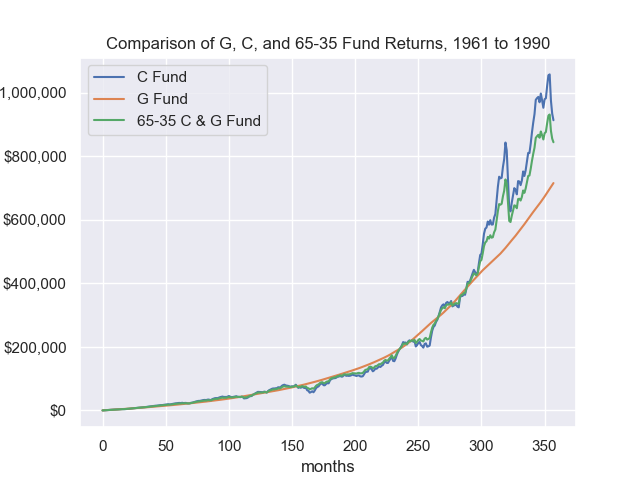 Comparison of G, C, and 65-35 Fund Returns, 1961 to 1990
C Fund
G Fund
65-35 C & G Fund
1,000,000
$800,000
$600,000
$400,000
$200,000
$0
0 50 100 150 200 250 300 350
months